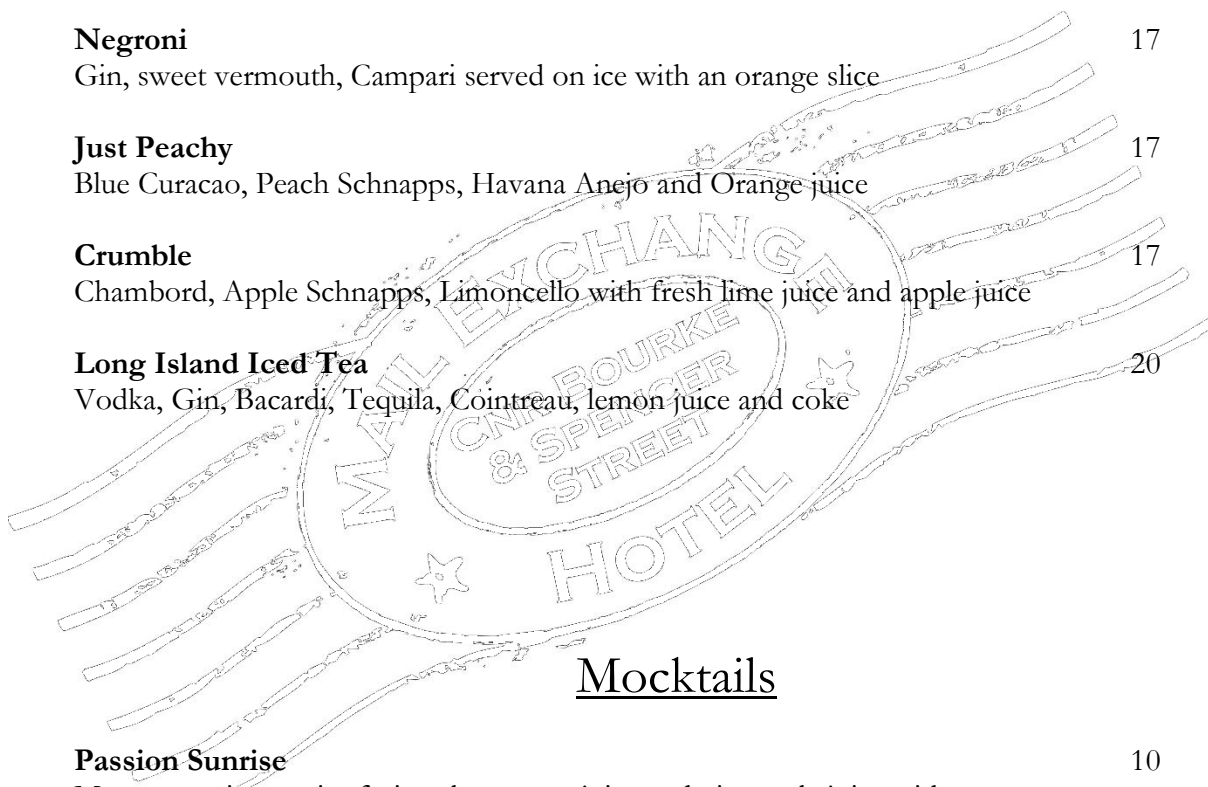 Negroni 17
Gin, sweet vermouth, Campari served on ice with an orange slice
Just Peachy 17
Blue Curacao, Peach Schnapps, Havana Anejo and Orange juice
Crumble 17
Chambord, Apple Schnapps, Limoncello with fresh lime juice and apple juice
Long Island Iced Tea 20
Vodka, Gin, Bacardi, Tequila, Cointreau, lemon juice and coke
MAIL EXCHANGE
CNR BOURKE
& SPENCER
STREET
HOTEL
Mocktails
Passion Sunrise 10